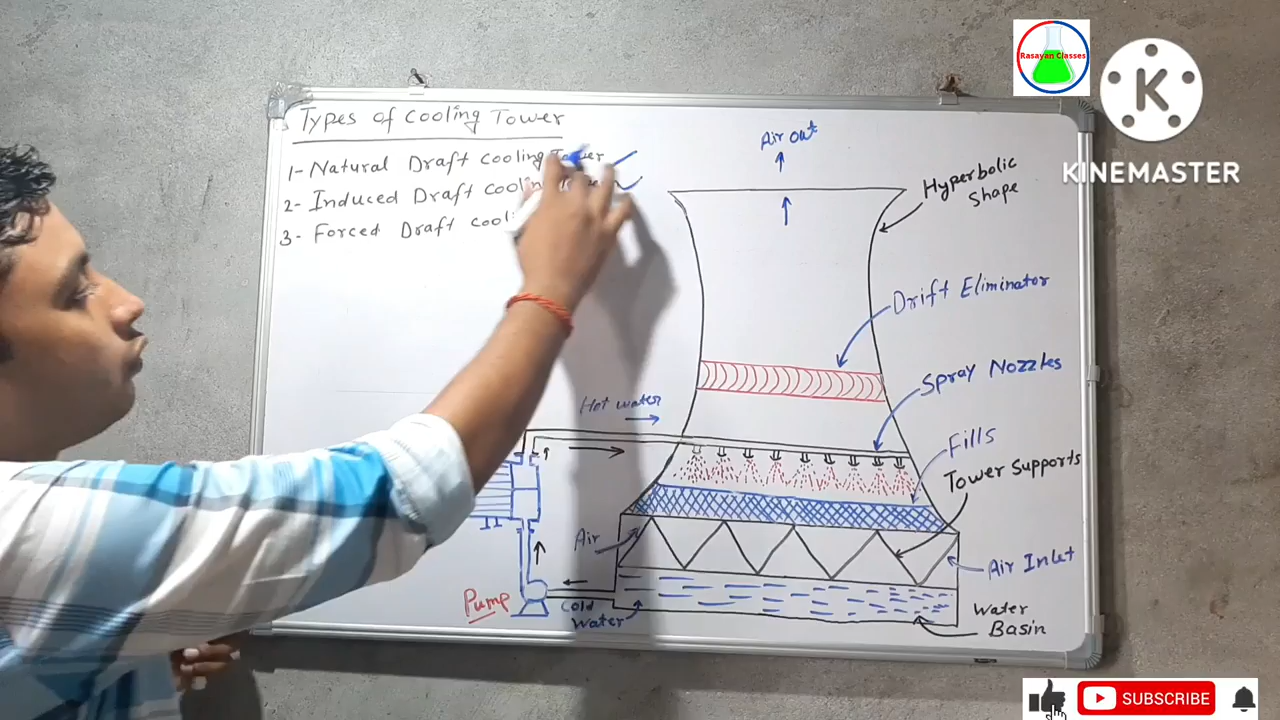 Types of Cooling Tower
1- Natural Draft Cooling Tower
2- Induced Draft Cooling
3- Forced Draft
Air out
Hyperbolic
Shape
Drift Eliminator
Spray Nozzles
Fills
Tower Supports
Air Inlet
Water
Basin
Hot water
Air
Pump
Cold
Water
Rasayan Classes
K
KINEMASTER
SUBSCRIBE